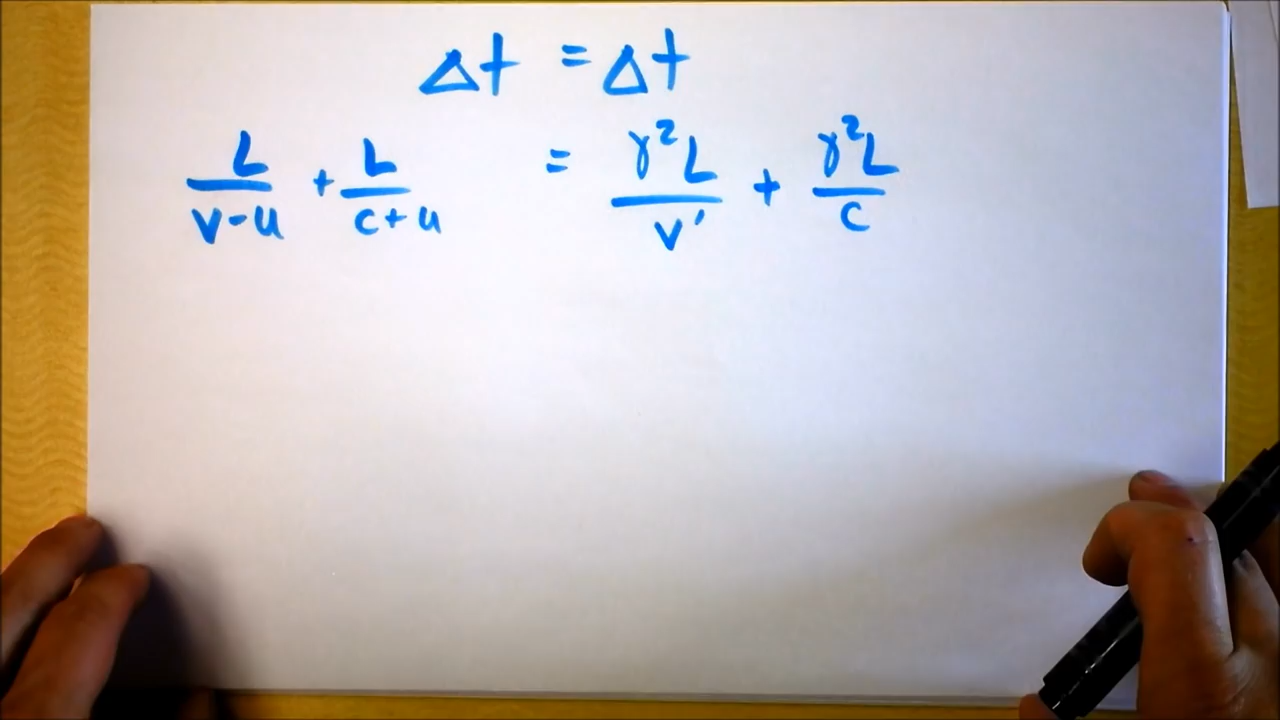 Δt = Δt
L/(v-u) + L/(c+u) = γ²L/v' + γ²L/c